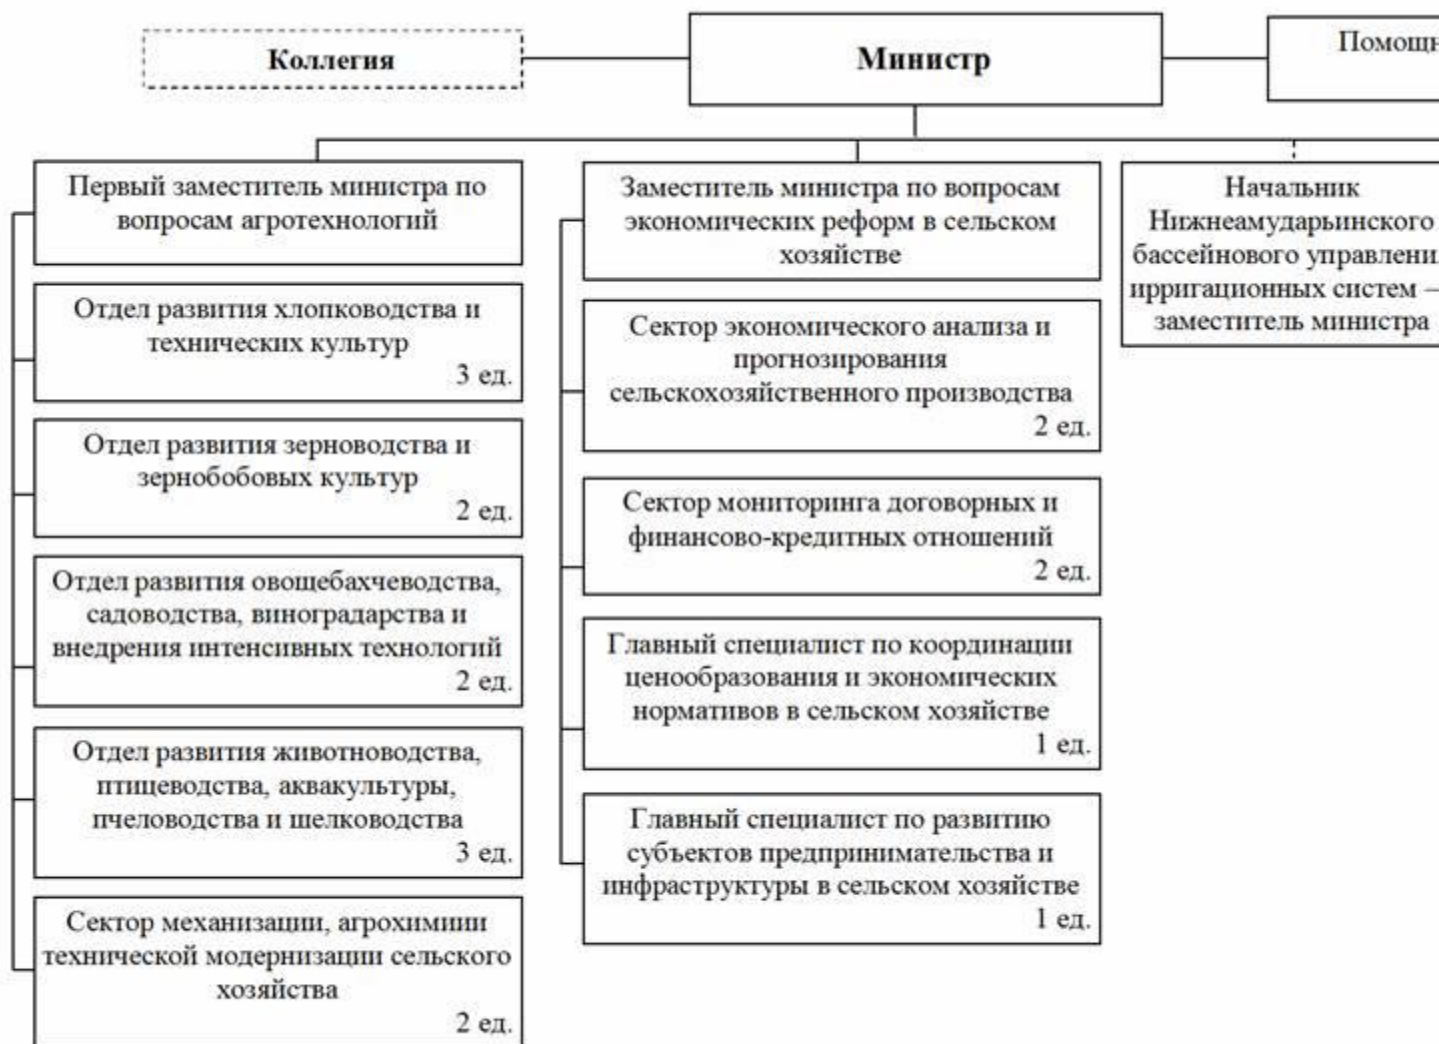 Коллегия
Министр
Первый заместитель министра по
вопросам агротехнологий
Отдел развития хлопководства и
технических культур
3 ед.
Отдел развития зерноводства и
зернобобовых культур
2 ед.
Отдел развития овощебахчеводства,
садоводства, виноградарства и
внедрения интенсивных технологий
2 ед.
Отдел развития животноводства,
птицеводства, аквакультуры,
пчеловодства и шелководства
3 ед.
Сектор механизации, агрохимиии
технической модернизации сельского
хозяйства
2 ед.
Заместитель министра по вопросам
экономических реформ в сельском
хозяйстве
Сектор экономического анализа и
прогнозирования
сельскохозяйственного производства
2 ед.
Сектор мониторинга договорных и
финансово-кредитных отношений
2 ед.
Главный специалист по координации
ценообразования и экономических
нормативов в сельском хозяйстве
1 ед.
Главный специалист по развитию
субъектов предпринимательства и
инфраструктуры в сельском хозяйстве
1 ед.
Начальник
Нижнеамударьинского
бассейнового
ирригационных систем —
заместитель министра